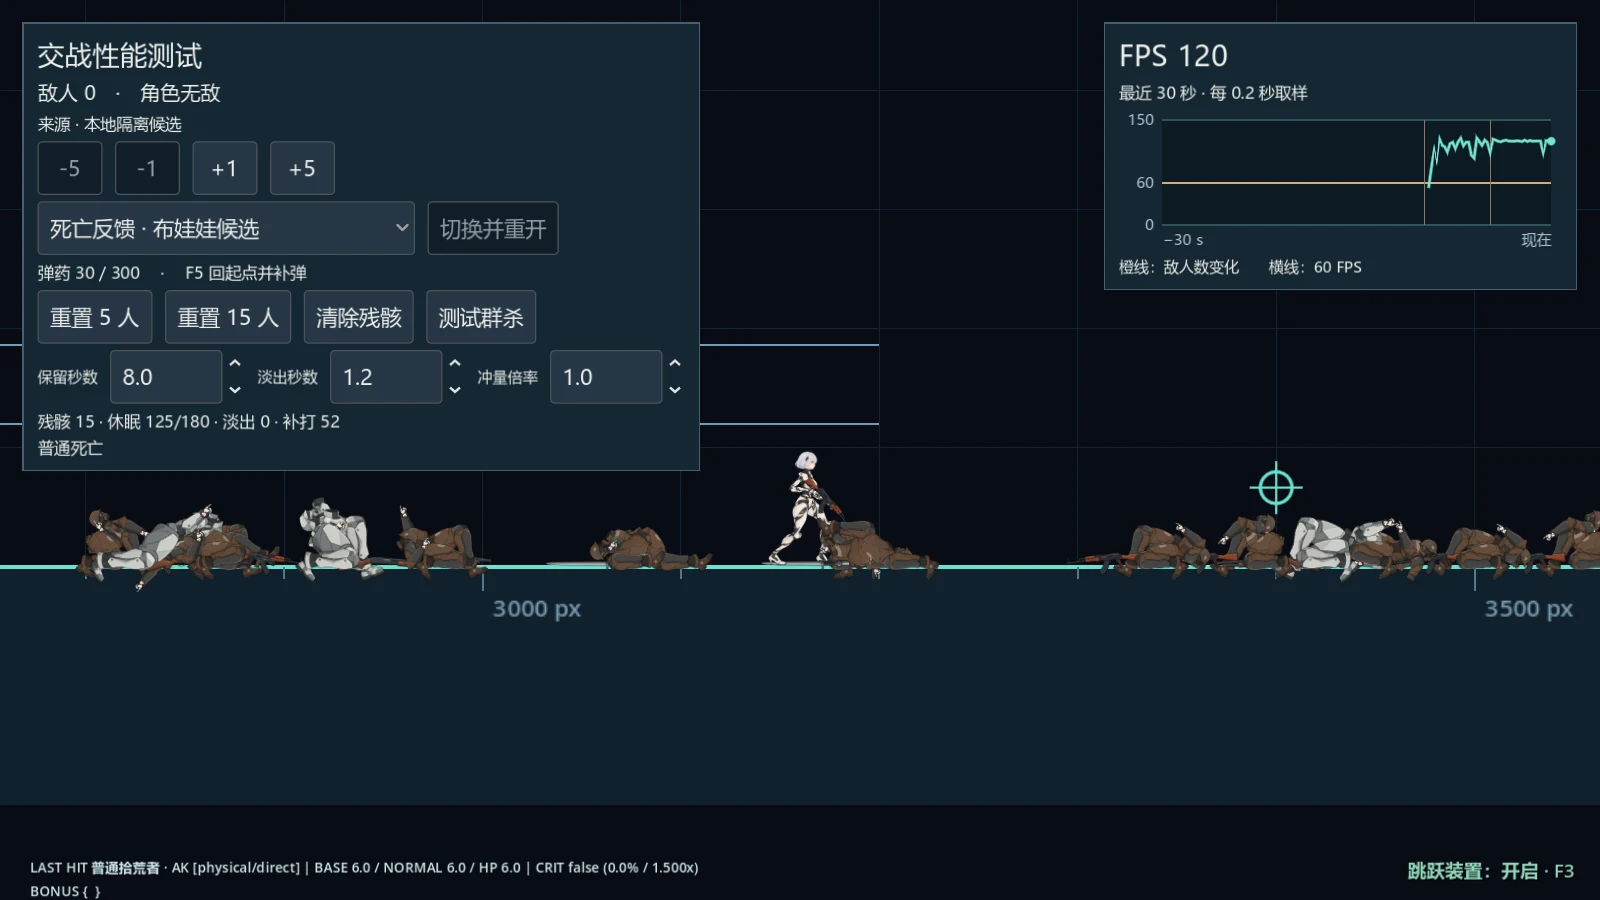 交战性能测试
敌人 0 · 角色无敌
来源 · 本地隔离候选
-5 -1 +1 +5
死亡反馈 · 布娃娃候选 切换并重开
弹药 30 / 300 · F5 回起点并补弹
重置 5 人 重置 15 人 清除残骸 测试群杀
保留秒数 8.0 淡出秒数 1.2 冲量倍率 1.0
残骸 15 · 休眠 125/180 · 淡出 0 · 补打 52
普通死亡
FPS 120
最近 30 秒 · 每 0.2 秒取样
150
60
0
−30 s 现在
橙线：敌人数变化 横线：60 FPS
3000 px
3500 px
LAST HIT 普通拾荒者 · AK [physical/direct] | BASE 6.0 / NORMAL 6.0 / HP 6.0 | CRIT false (0.0% / 1.500x)
BONUS { }
跳跃装置：开启 · F3